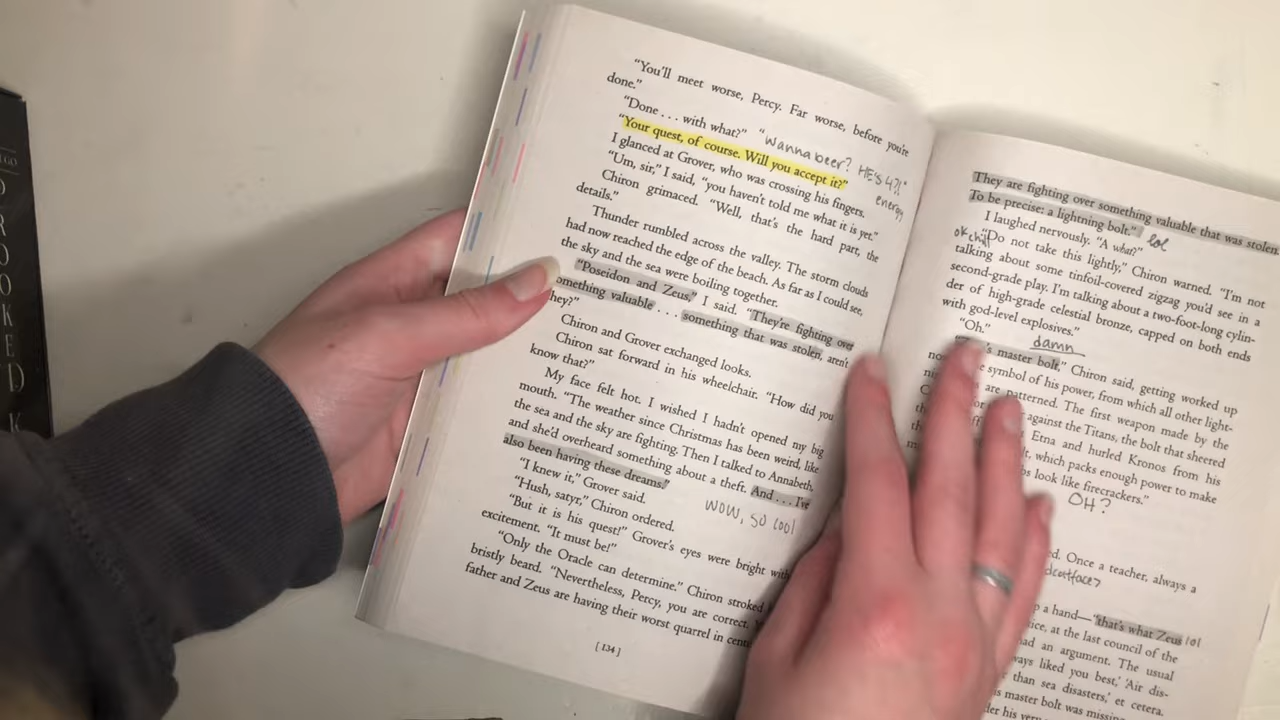 "You'll meet worse, Percy. Far worse, before you're
done."
"Done . . . with what?" "wanna beer? HE'S 4?!"
energy
"Your quest, of course. Will you accept it?"
I glanced at Grover, who was crossing his fingers.
"Um, sir," I said, "you haven't told me what it is yet."
Chiron grimaced. "Well, that's the hard part, the
details."
Thunder rumbled across the valley. The storm clouds
had now reached the edge of the beach. As far as I could see,
the sky and the sea were boiling together.
"Poseidon and Zeus," I said. "They're fighting over
omething valuable . . . something that was stolen, aren't
hey?"
Chiron and Grover exchanged looks.
Chiron sat forward in his wheelchair. "How did you
know that?"
My face felt hot. I wished I hadn't opened my big
mouth. "The weather since Christmas has been weird, like
the sea and the sky are fighting. Then I talked to Annabeth,
and she'd overheard something about a theft. And . . . I've
also been having these dreams."
WOW, SO COOL
"I knew it," Grover said.
"Hush, satyr," Chiron ordered.
"But it is his quest!" Grover's eyes were bright with
excitement. "It must be!"
"Only the Oracle can determine." Chiron stroked
bristly beard. "Nevertheless, Percy, you are correct.
father and Zeus are having their worst quarrel in cent
[ 134 ]
They are fighting over something valuable that was stolen.
To be precise: a lightning bolt." lol
I laughed nervously. "A what?"
ok chill
"Do not take this lightly," Chiron warned. "I'm not
talking about some tinfoil-covered zigzag you'd see in a
second-grade play. I'm talking about a two-foot-long cylin-
der of high-grade celestial bronze, capped on both ends
with god-level explosives."
"Oh."
damn
's master bolt," Chiron said, getting worked up
symbol of his power, from which all other light-
are patterned. The first weapon made by the
against the Titans, the bolt that sheered
Etna and hurled Kronos from his
which packs enough power to make
look like firecrackers."
OH?
Once a teacher, always a
p a hand—"that's what Zeus lol
ice, at the last council of the
ad an argument. The usual
ways liked you best,' 'Air dis-
than sea disasters,' et cetera.
master bolt was missing